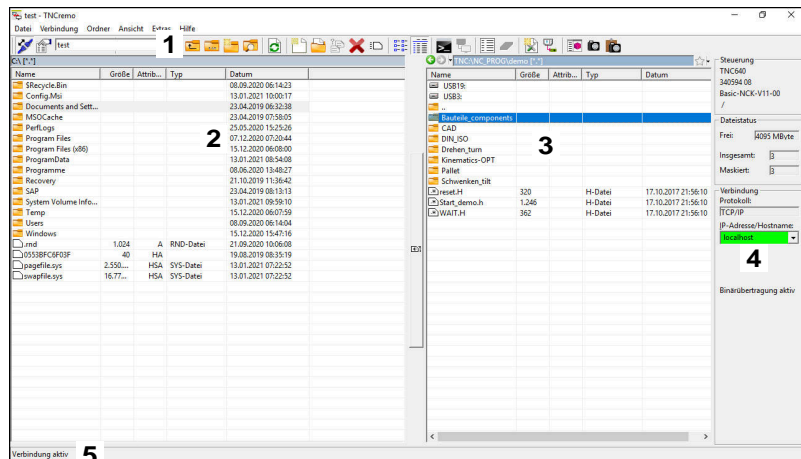 test - TNCremo
Datei Verbindung Ordner Ansicht Extras Hilfe
test
1
C:\ [*.*]
Name Größe Attrib... Typ Datum
SRecycle.Bin 08.09.2020 06:14:23
Config.Msi 13.01.2021 10:00:17
Documents and Sett... 23.04.2019 06:32:38
MSOCache 23.04.2019 07:58:05
PerfLogs 25.05.2020 15:25:26
Program Files 07.12.2020 07:20:44
Program Files (x86) 15.12.2020 06:08:00
ProgramData 13.01.2021 08:54:08
Programme 08.06.2020 13:48:27
Recovery 21.10.2019 11:36:42
SAP 23.04.2019 08:13:13
System Volume Info... 13.01.2021 09:59:10
Temp 15.12.2020 06:07:59
Users 08.09.2020 06:14:04
Windows 15.12.2020 15:47:16
.rnd 1.024 A RND-Datei 21.09.2020 10:06:08
0553BFC6F03F 40 HA 19.08.2019 08:35:19
pagefile.sys 2.550.... HSA SYS-Datei 13.01.2021 07:22:52
swapfile.sys 16.77... HSA SYS-Datei 13.01.2021 07:22:52
2
TNC:\NC_PROG\demo [*.*]
Name Größe Attrib... Typ Datum
USB19:
USB3:
..
Bauteile_components
CAD
DIN_ISO
Drehen_turn
Kinematics-OPT
Pallet
Schwenken_tilt
reset.H 320 H-Datei 17.10.2017 21:56:10
Start_demo.h 1.246 H-Datei 17.10.2017 21:56:10
WAIT.H 362 H-Datei 17.10.2017 21:56:10
3
Steuerung
TNC640
340594 08
Basic-NCK-V11-00
/
Dateistatus
Frei: 4095 MByte
Insgesamt: 3
Maskiert: 3
Verbindung
Protokoll:
TCP/IP
IP-Adresse/Hostname:
localhost
4
Binärübertragung aktiv
Verbindung aktiv
5